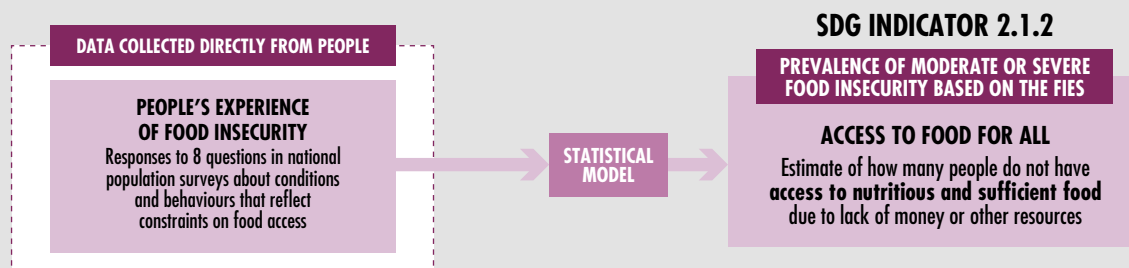 DATA COLLECTED DIRECTLY FROM PEOPLE
PEOPLE'S EXPERIENCE
OF FOOD INSECURITY
Responses to 8 questions in national
population surveys about conditions
and behaviours that reflect
constraints on food access
STATISTICAL
MODEL
SDG INDICATOR 2.1.2
PREVALENCE OF MODERATE OR SEVERE
FOOD INSECURITY BASED ON THE FIES
ACCESS TO FOOD FOR ALL
Estimate of how many people do not have
access to nutritious and sufficient food
due to lack of money or other resources